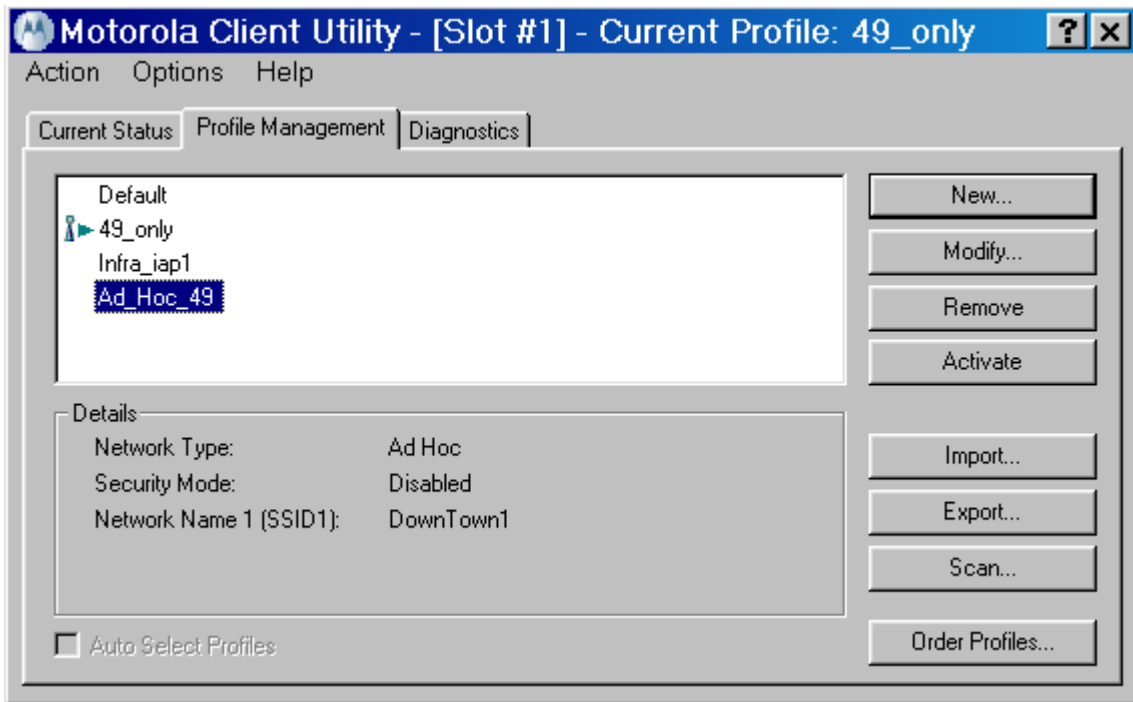 Motorola Client Utility - [Slot #1] - Current Profile: 49_only
Action Options Help
Current Status Profile Management Diagnostics
Default
49_only
Infra_iap1
Ad_Hoc_49
New...
Modify...
Remove
Activate
Details
Network Type: Ad Hoc
Security Mode: Disabled
Network Name 1 (SSID1): DownTown1
Import...
Export...
Scan...
Auto Select Profiles
Order Profiles...